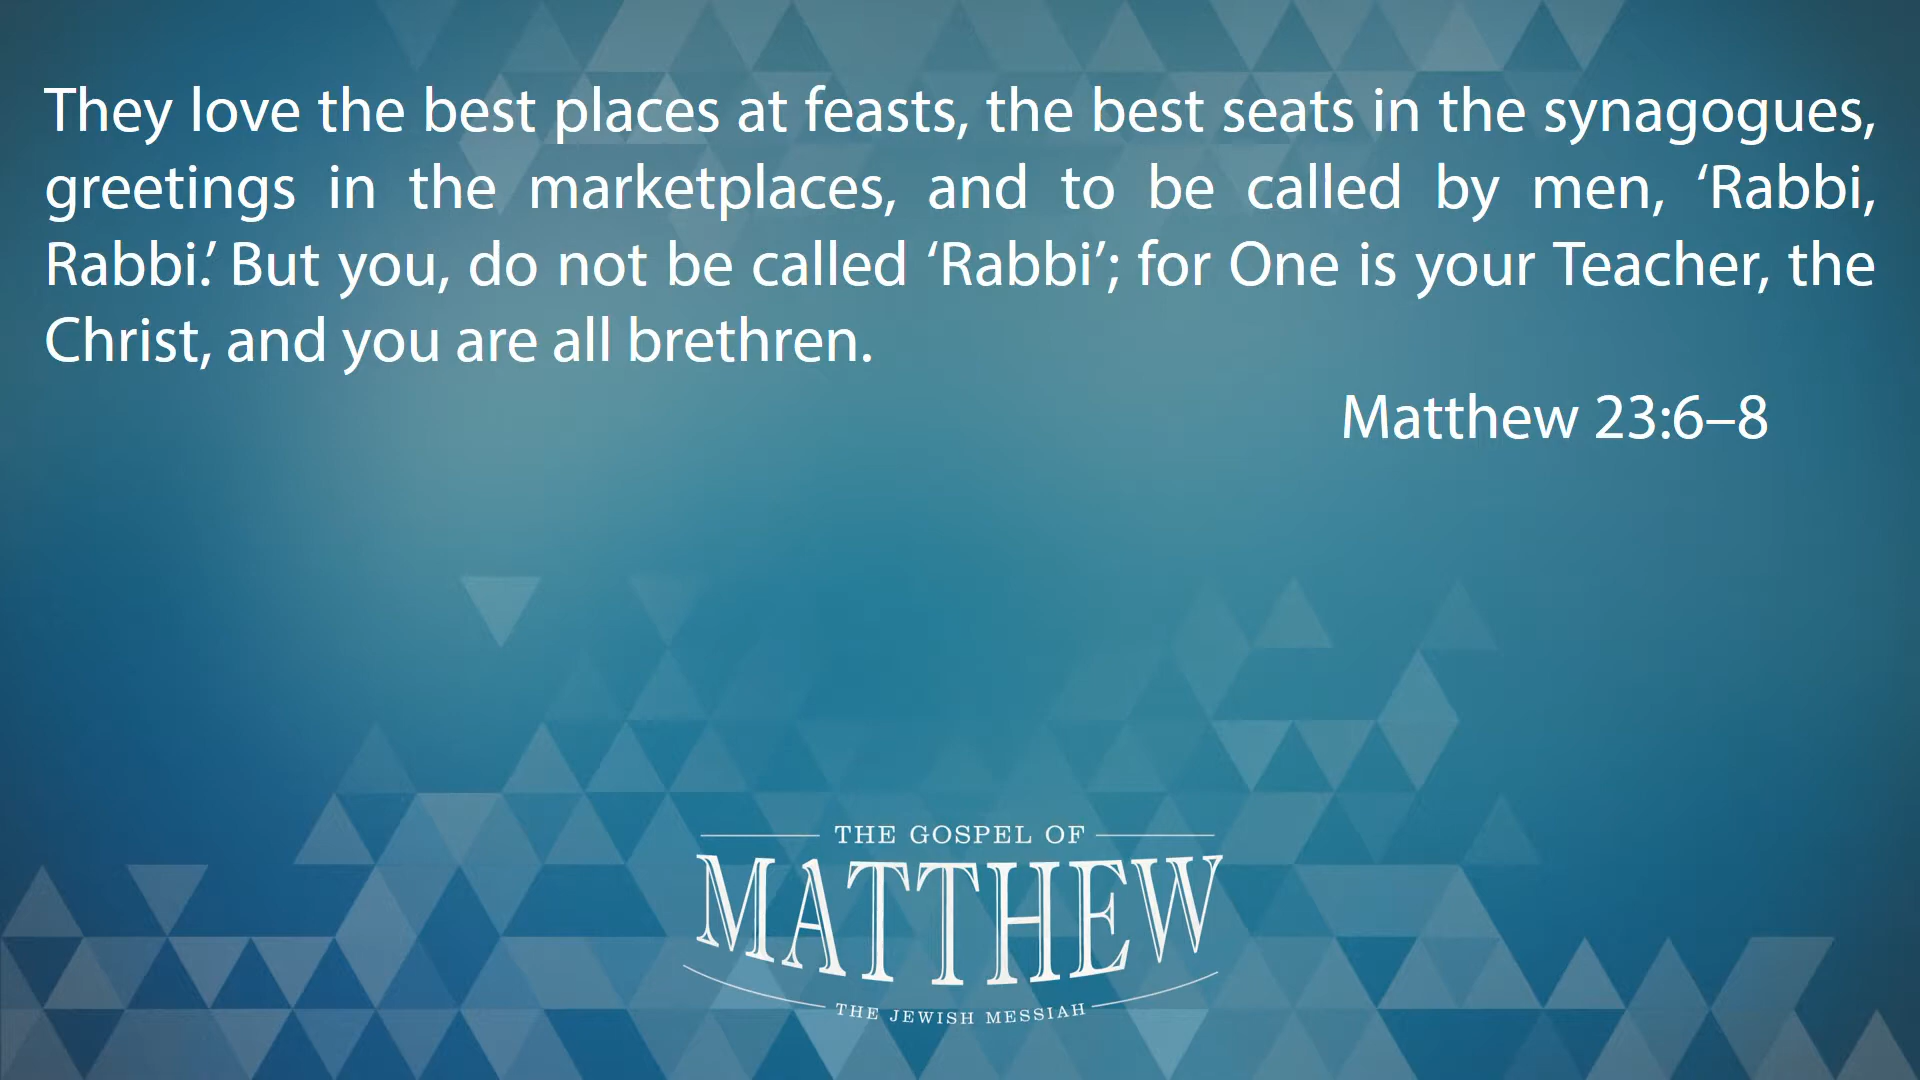 They love the best places at feasts, the best seats in the synagogues,
greetings in the marketplaces, and to be called by men, ‘Rabbi,
Rabbi.’ But you, do not be called ‘Rabbi’; for One is your Teacher, the
Christ, and you are all brethren.
Matthew 23:6–8
THE GOSPEL OF
MATTHEW
THE JEWISH MESSIAH